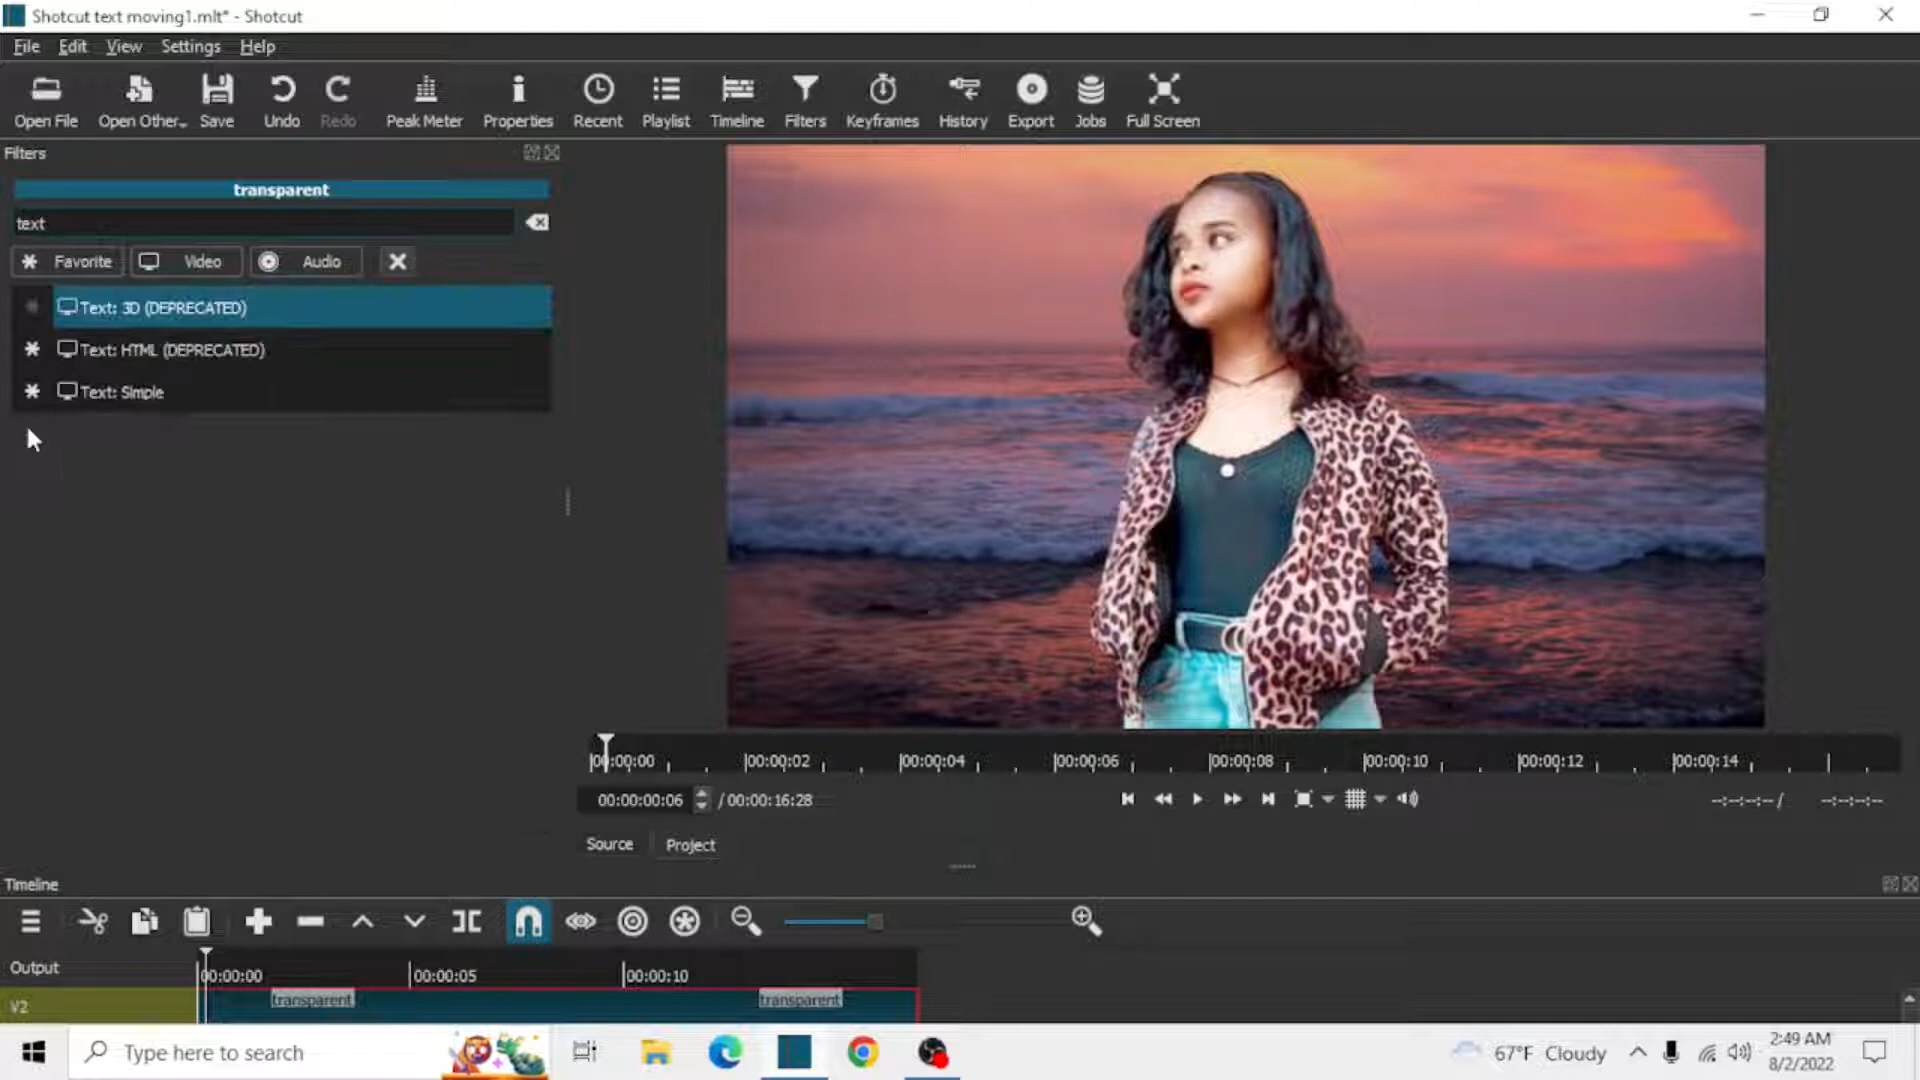 Shotcut text moving1.mlt* - Shotcut
File Edit View Settings Help
Open File Open Other... Save Undo Redo Peak Meter Properties Recent Playlist Timeline Filters Keyframes History Export Jobs Full Screen
Filters
transparent
text
Favorite Video Audio
Text: 3D (DEPRECATED)
Text: HTML (DEPRECATED)
Text: Simple
00:00:00 00:00:02 00:00:04 00:00:06 00:00:08 00:00:10 00:00:12 00:00:14
00:00:00:06 / 00:00:16:28 --:--:--:-- / --:--:--:--
Source Project
Timeline
Output 00:00:00 00:00:05 00:00:10
V2 transparent transparent
Type here to search 67°F Cloudy 2:49 AM
8/2/2022